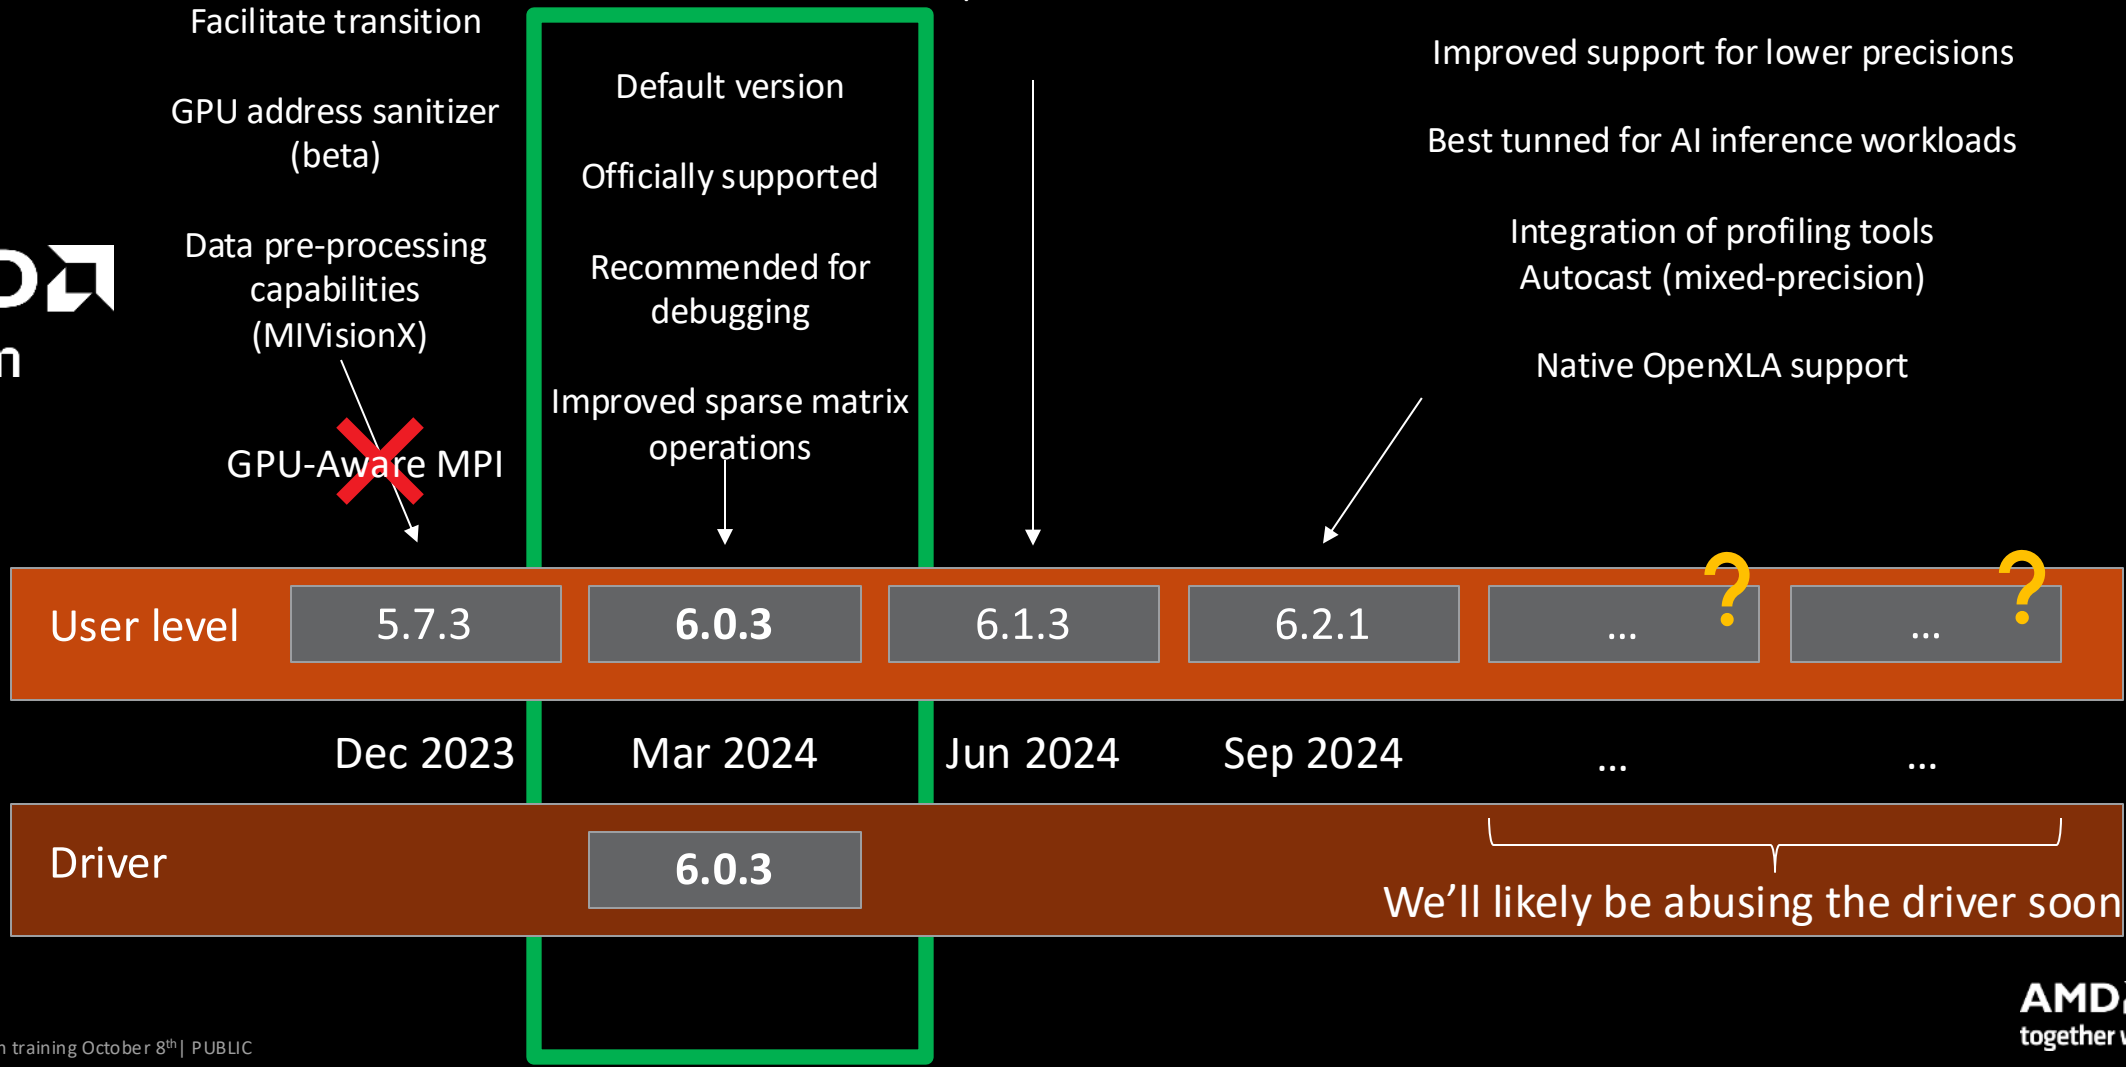 Facilitate transition
GPU address sanitizer
(beta)
Data pre-processing
capabilities
(MIVisionX)
GPU-Aware MPI
Default version
Officially supported
Recommended for
debugging
Improved sparse matrix
operations
Improved support for lower precisions
Best tunned for AI inference workloads
Integration of profiling tools
Autocast (mixed-precision)
Native OpenXLA support
User level
5.7.3
6.0.3
6.1.3
6.2.1
... ?
... ?
Dec 2023
Mar 2024
Jun 2024
Sep 2024
...
...
Driver
6.0.3
We’ll likely be abusing the driver soon
AMD
together
training October 8th| PUBLIC